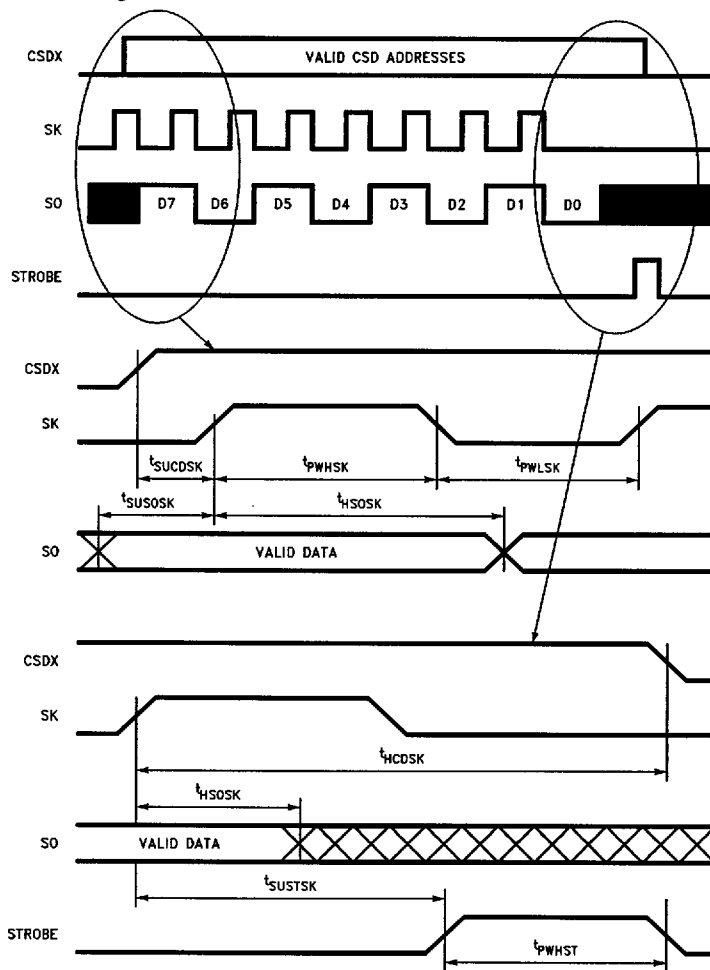 CSDX VALID CSD ADDRESSES
SK
SO D7 D6 D5 D4 D3 D2 D1 D0
STROBE
CSDX
SK
tSUCDSK tPWHSK tPWLSK
tSUSOSK tHSOSK
SO VALID DATA
CSDX
SK
tHCDSK
tHSOSK
SO VALID DATA
tSUSTSK
STROBE
tPWHST